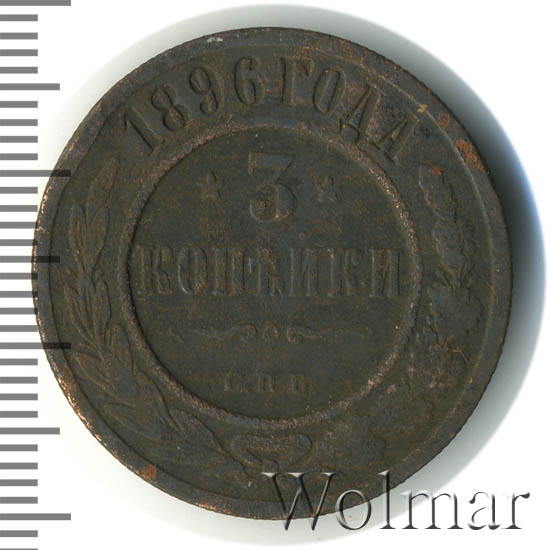 1896 ГОДА
3
КОПѢЙКИ
С.П.Б.
Wolmar